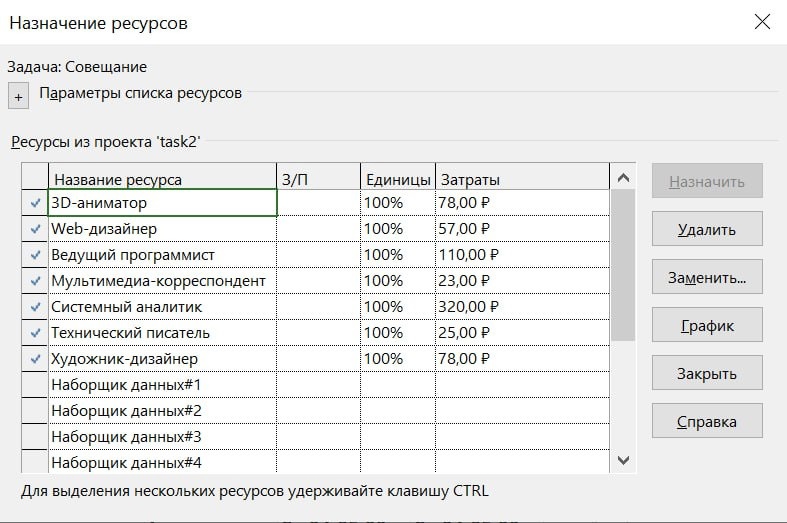 Назначение ресурсов
Задача: Совещание
+ Параметры списка ресурсов
Ресурсы из проекта 'task2'
Название ресурса З/П Единицы Затраты
3D-аниматор 100% 78,00 ₽
Web-дизайнер 100% 57,00 ₽
Ведущий программист 100% 110,00 ₽
Мультимедиа-корреспондент 100% 23,00 ₽
Системный аналитик 100% 320,00 ₽
Технический писатель 100% 25,00 ₽
Художник-дизайнер 100% 78,00 ₽
Наборщик данных#1
Наборщик данных#2
Наборщик данных#3
Наборщик данных#4
Назначить
Удалить
Заменить...
График
Закрыть
Справка
Для выделения нескольких ресурсов удерживайте клавишу CTRL